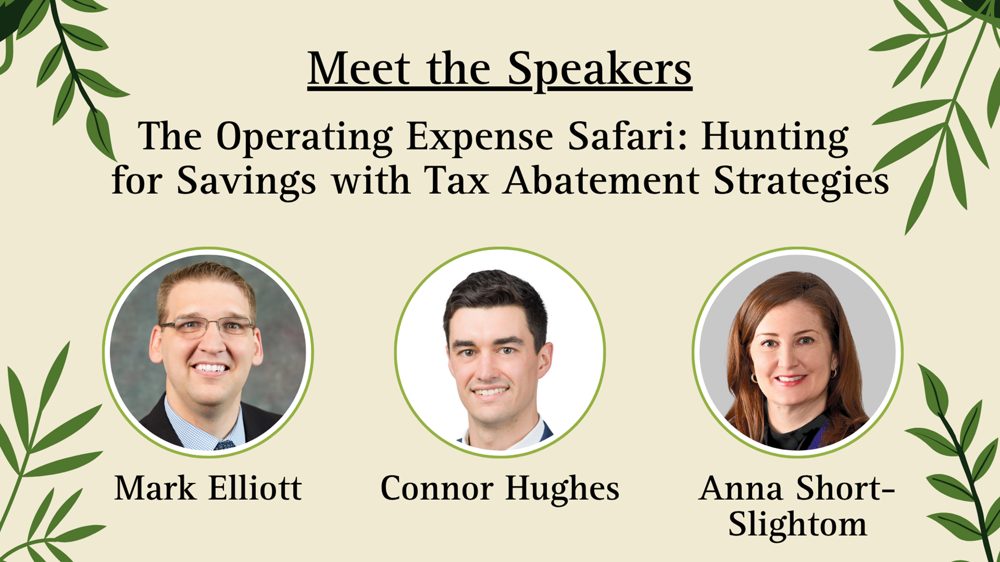 Meet the Speakers
The Operating Expense Safari: Hunting
for Savings with Tax Abatement Strategies
Mark Elliott
Connor Hughes
Anna Short-
Slightom